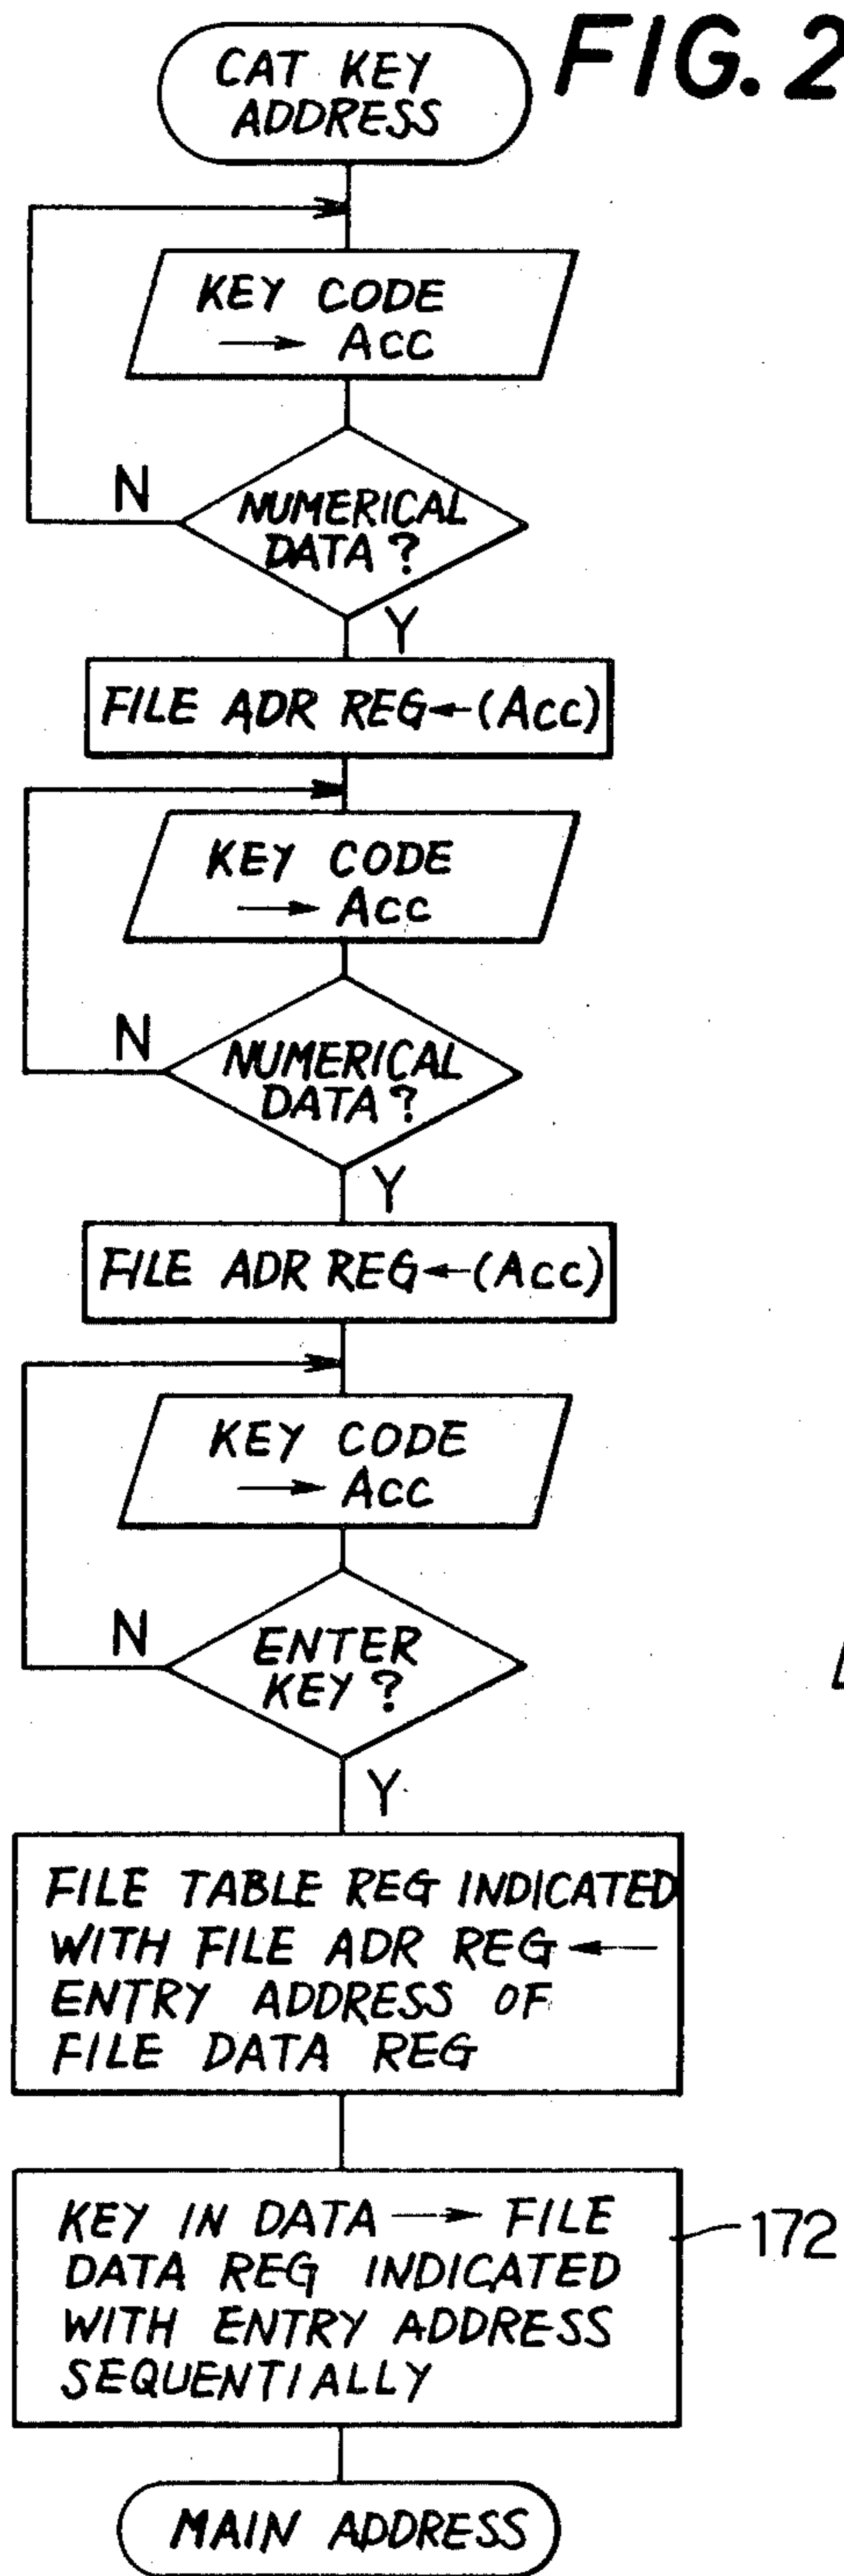 FIG. 2
CAT KEY
ADDRESS
KEY CODE
→ ACC
NUMERICAL
DATA?
N
Y
FILE ADR REG←(ACC)
KEY CODE
→ ACC
NUMERICAL
DATA?
N
Y
FILE ADR REG←(ACC)
KEY CODE
→ ACC
ENTER
KEY?
N
Y
FILE TABLE REG INDICATED
WITH FILE ADR REG ←
ENTRY ADDRESS OF
FILE DATA REG
KEY IN DATA → FILE
DATA REG INDICATED
WITH ENTRY ADDRESS
SEQUENTIALLY
172
MAIN ADDRESS